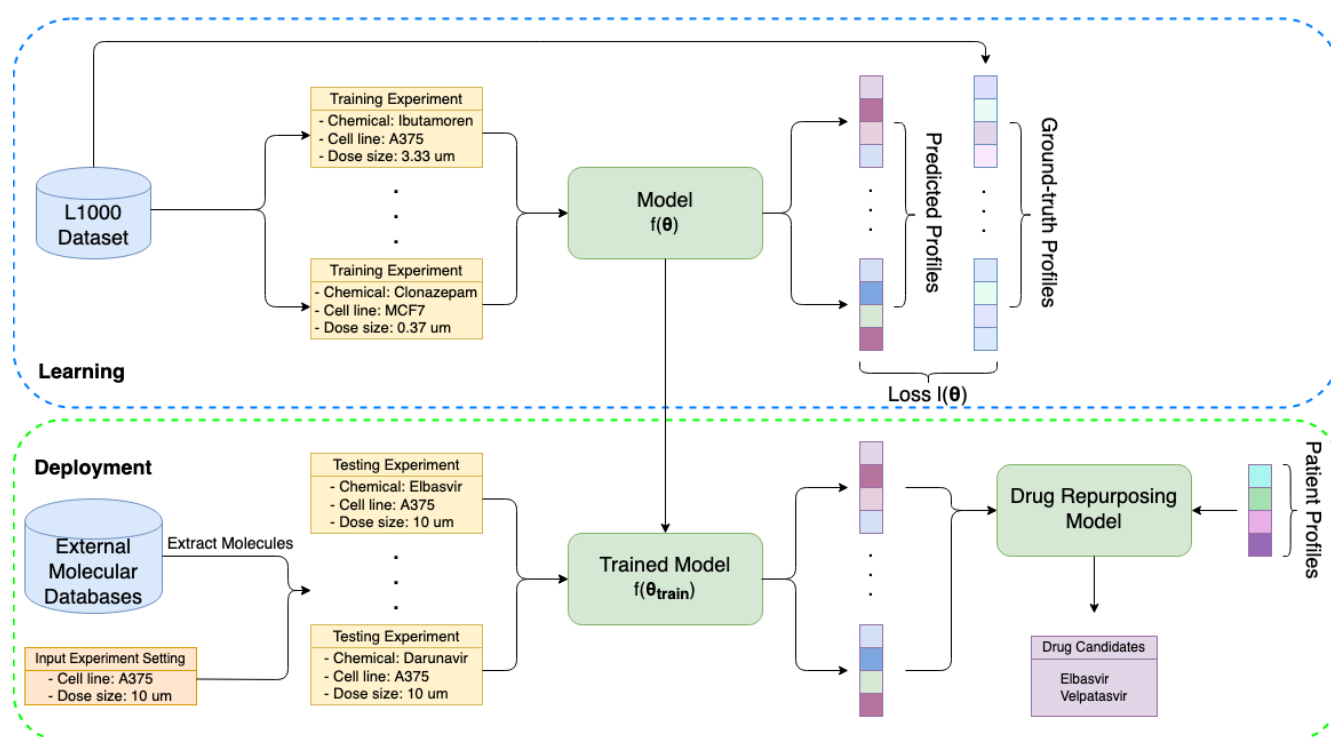 Training Experiment
- Chemical: Ibutamoren
- Cell line: A375
- Dose size: 3.33 um
L1000
Dataset
Training Experiment
- Chemical: Clonazepam
- Cell line: MCF7
- Dose size: 0.37 um
Model
f(θ)
Predicted Profiles
Ground-truth Profiles
Loss l(θ)
Learning
Deployment
External
Molecular
Databases
Extract Molecules
Input Experiment Setting
- Cell line: A375
- Dose size: 10 um
Testing Experiment
- Chemical: Elbasvir
- Cell line: A375
- Dose size: 10 um
Testing Experiment
- Chemical: Darunavir
- Cell line: A375
- Dose size: 10 um
Trained Model
f(θtrain)
Drug Repurposing
Model
Patient Profiles
Drug Candidates
Elbasvir
Velpatasvir